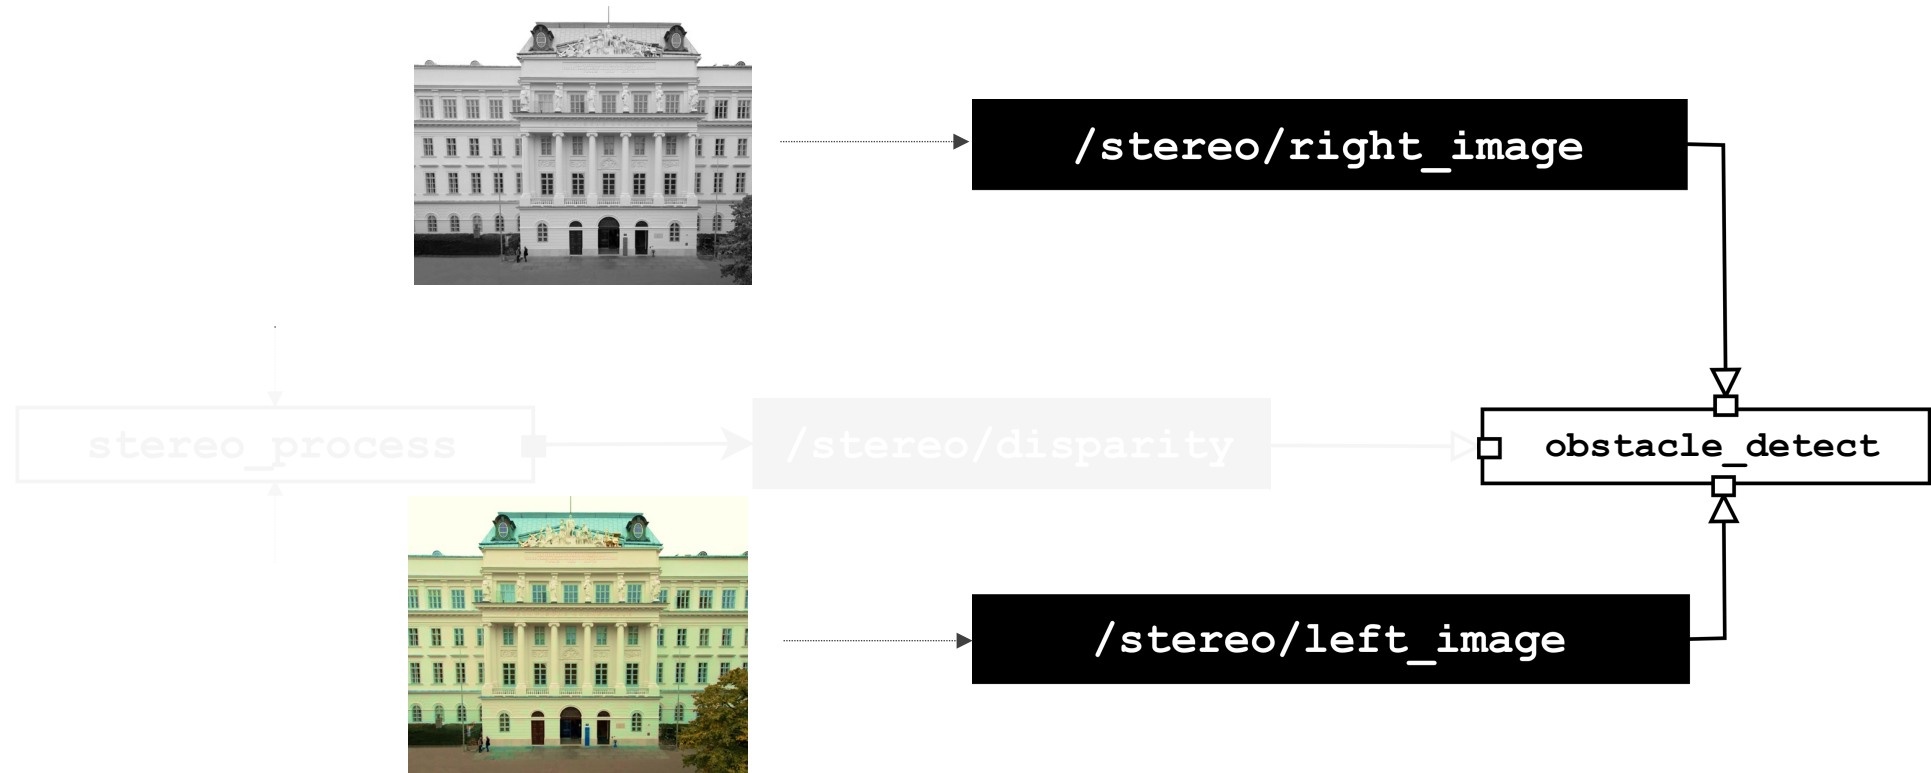 /stereo/right_image
stereo_process
/stereo/disparity
obstacle_detect
/stereo/left_image